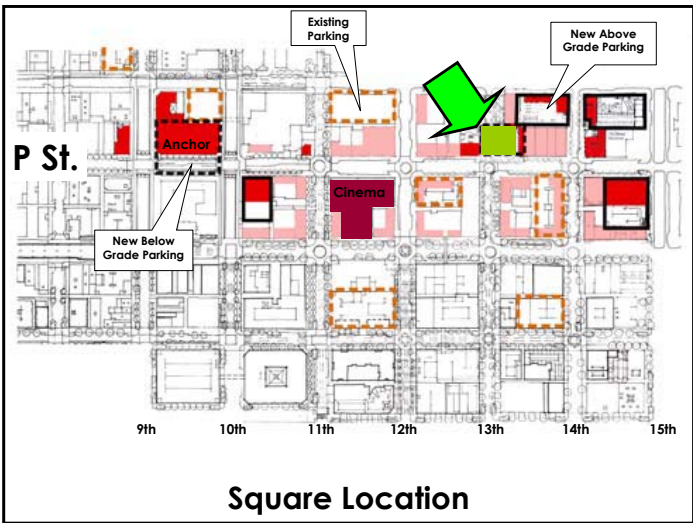 Existing
Parking
New Above
Grade Parking
Anchor
P St.
Cinema
New Below
Grade Parking
9th 10th 11th 12th 13th 14th 15th
Square Location